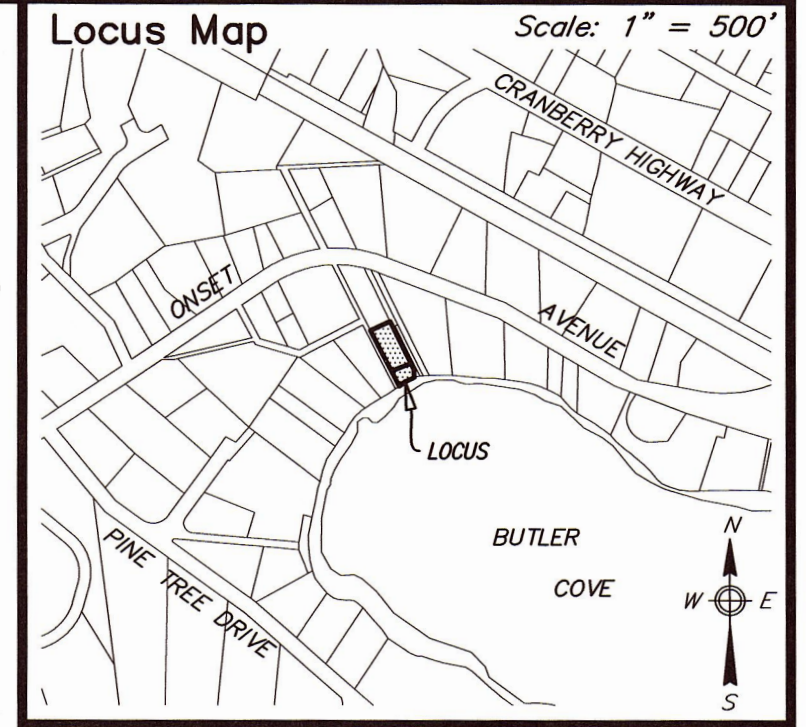 Locus Map
Scale: 1" = 500'
CRANBERRY HIGHWAY
ONSET
AVENUE
LOCUS
BUTLER
COVE
PINE TREE DRIVE
N
W E
S